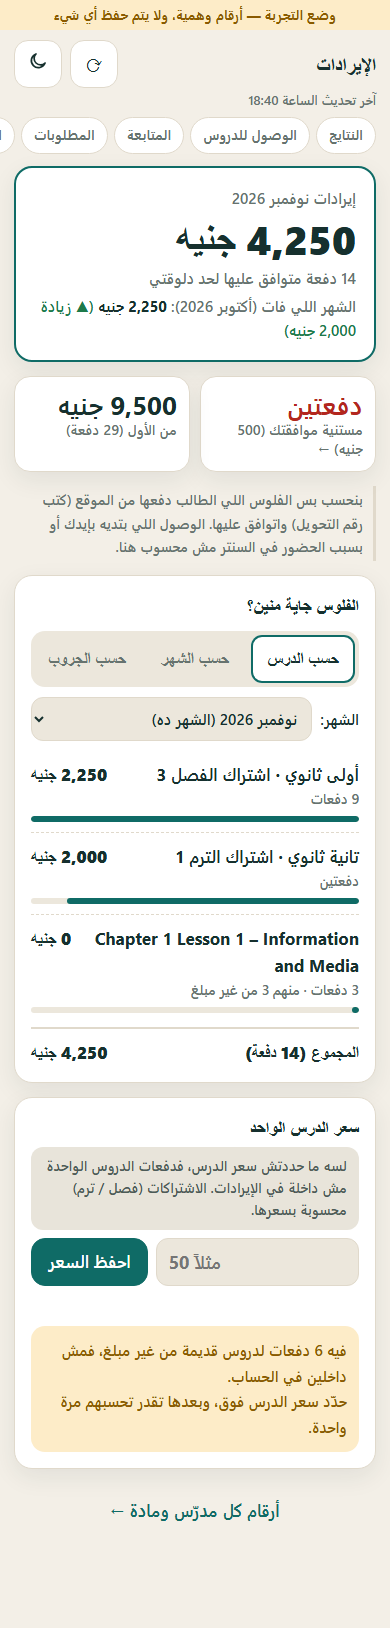 وضع التجربة — أرقام وهمية، ولا يتم حفظ أي شيء
الإيرادات
آخر تحديث الساعة 18:40
النتايج
الوصول للدروس
المتابعة
المطلوبات
إيرادات نوفمبر 2026
4,250 جنيه
14 دفعة متوافق عليها لحد دلوقتي
الشهر اللي فات (أكتوبر 2026): 2,250 جنيه (▲ زيادة
2,000 جنيه)
دفعتين
مستنية موافقتك (500
جنيه) ←
9,500 جنيه
من الأول (29 دفعة)
بنحسب بس الفلوس اللي الطالب دفعها من الموقع (كتب
رقم التحويل) واتوافق عليها. الوصول اللي بتديه بإيدك أو
بسبب الحضور في السنتر مش محسوب هنا.
الفلوس جاية منين؟
حسب الدرس
حسب الشهر
حسب الجروب
الشهر:
نوفمبر 2026 (الشهر ده)
أولى ثانوي · اشتراك الفصل 3
2,250 جنيه
9 دفعات
تانية ثانوي · اشتراك الترم 1
2,000 جنيه
دفعتين
Chapter 1 Lesson 1 – Information
and Media
0 جنيه
3 دفعات · منهم 3 من غير مبلغ
المجموع (14 دفعة)
4,250 جنيه
سعر الدرس الواحد
لسه ما حددتش سعر الدرس، فدفعات الدروس الواحدة
مش داخلة في الإيرادات. الاشتراكات (فصل / ترم)
محسوبة بسعرها.
مثلاً 50
احفظ السعر
فيه 6 دفعات لدروس قديمة من غير مبلغ، فمش
داخلين في الحساب.
حدّد سعر الدرس فوق، وبعدها تقدر تحسبهم مرة
واحدة.
أرقام كل مدرّس ومادة ←